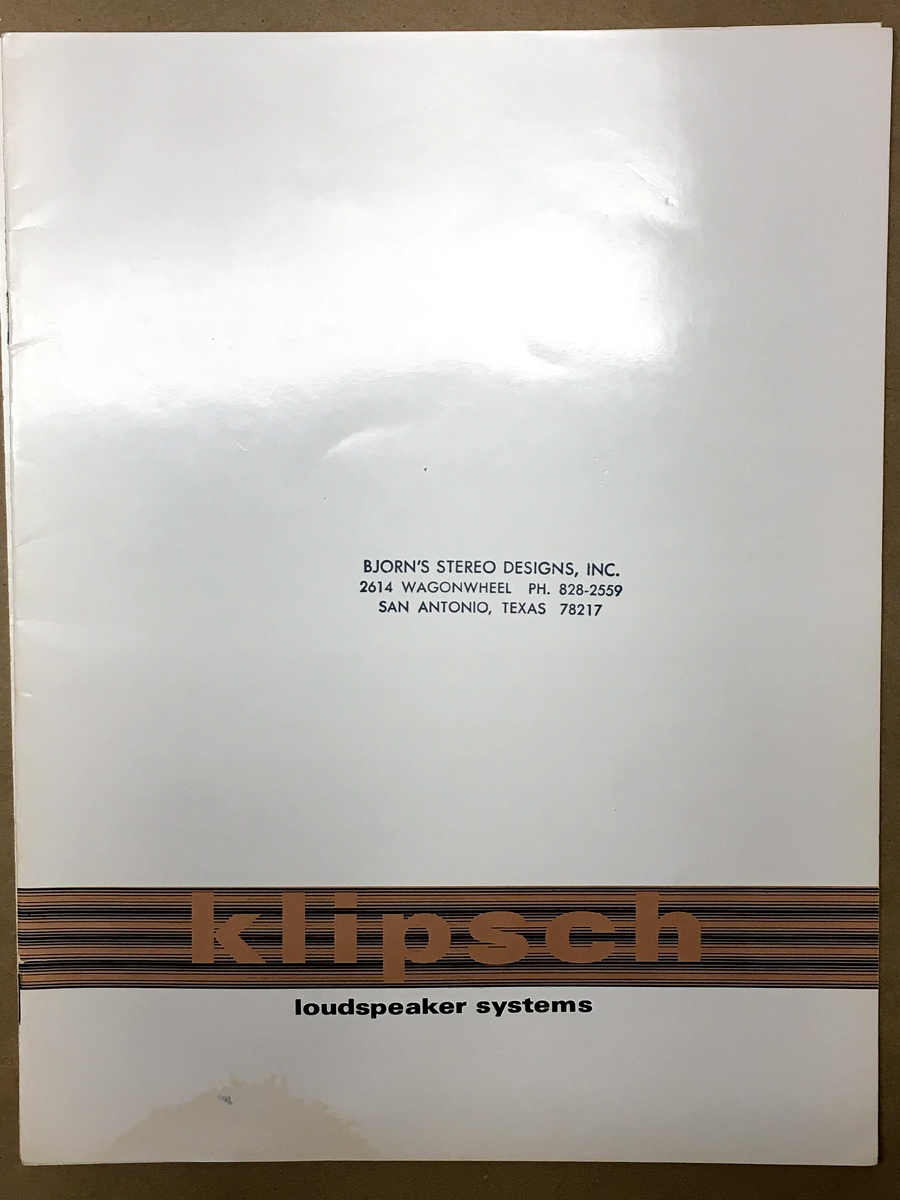 BJORN'S STEREO DESIGNS, INC.
2614 WAGONWHEEL PH. 828-2559
SAN ANTONIO, TEXAS 78217
klipsch
loudspeaker systems